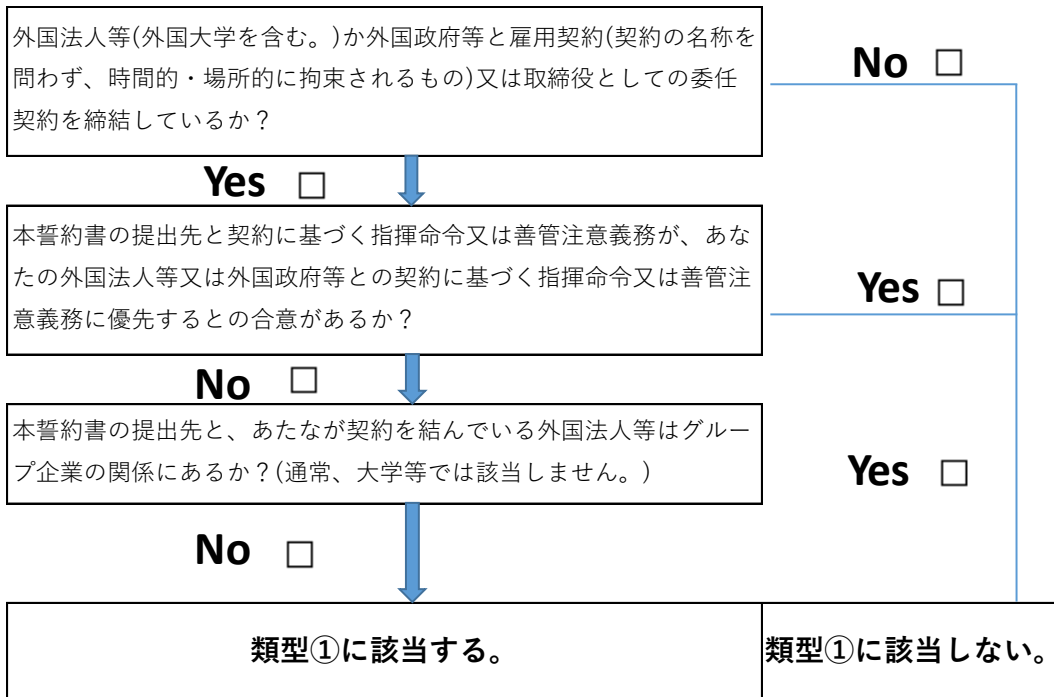 外国法人等(外国大学を含む。)か外国政府等と雇用契約(契約の名称を
問わず、時間的・場所的に拘束されるもの)又は取締役としての委任
契約を締結しているか？
No □
Yes □
本誓約書の提出先と契約に基づく指揮命令又は善管注意義務が、あな
たの外国法人等又は外国政府等との契約に基づく指揮命令又は善管注
意義務に優先するとの合意があるか？
Yes □
No □
本誓約書の提出先と、あたなが契約を結んでいる外国法人等はグルー
プ企業の関係にあるか？(通常、大学等では該当しません。)
Yes □
No □
類型①に該当する。
類型①に該当しない。